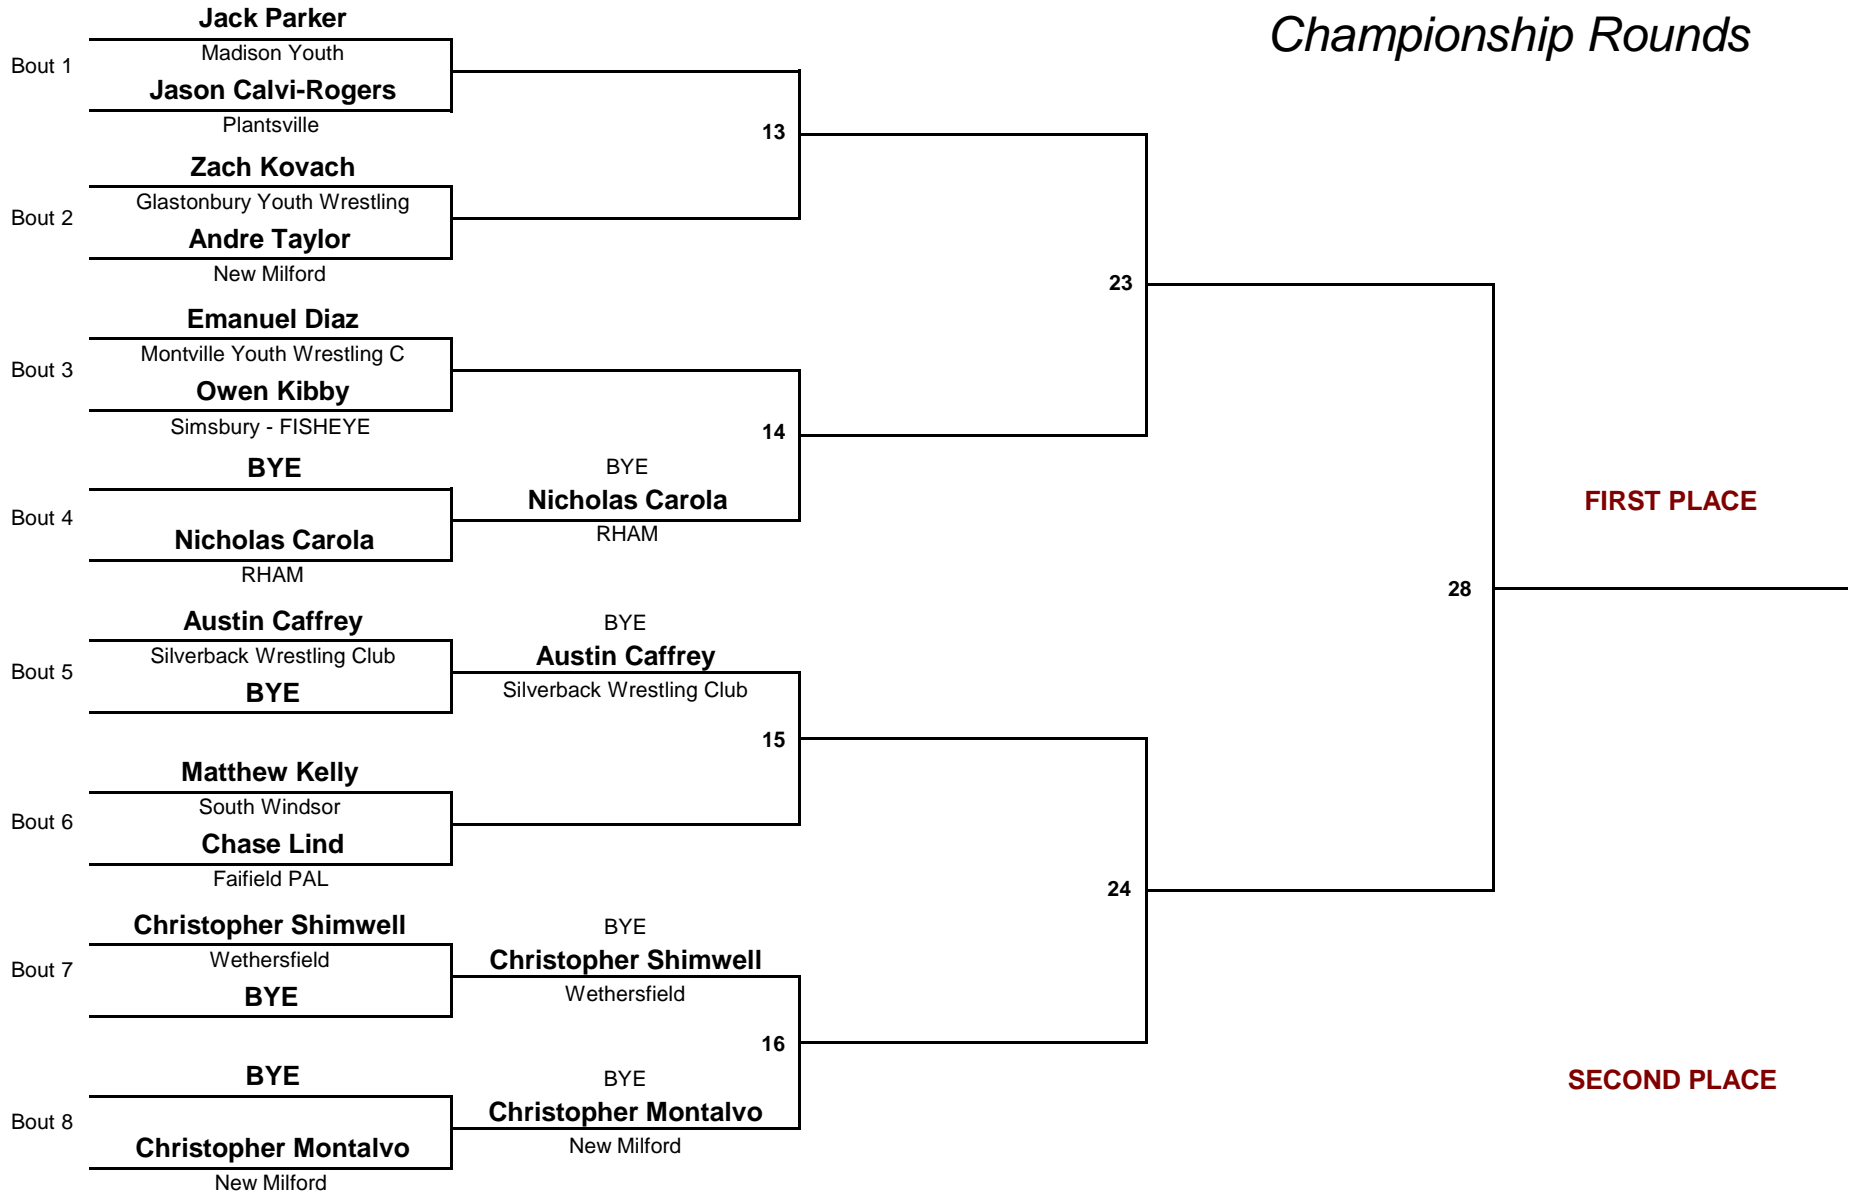 Championship Rounds
Jack Parker
Bout 1
Madison Youth
Jason Calvi-Rogers
Plantsville
13
Zach Kovach
Glastonbury Youth Wrestling
Bout 2
Andre Taylor
New Milford
23
Emanuel Diaz
Montville Youth Wrestling C
Bout 3
Owen Kibby
Simsbury - FISHEYE
14
BYE
BYE
Nicholas Carola
FIRST PLACE
Bout 4
Nicholas Carola
RHAM
RHAM
28
Austin Caffrey
BYE
Silverback Wrestling Club
Austin Caffrey
Bout 5
BYE
Silverback Wrestling Club
15
Matthew Kelly
South Windsor
Bout 6
Chase Lind
Faifield PAL
24
Christopher Shimwell
BYE
Wethersfield
Christopher Shimwell
Bout 7
BYE
Wethersfield
16
BYE
BYE
SECOND PLACE
Bout 8
Christopher Montalvo
Christopher Montalvo
New Milford
New Milford